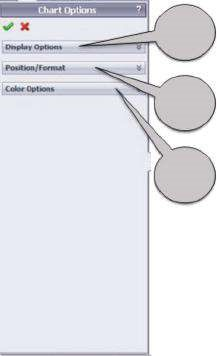 Chart Options ?
Display Options
Position/Format
Color Options